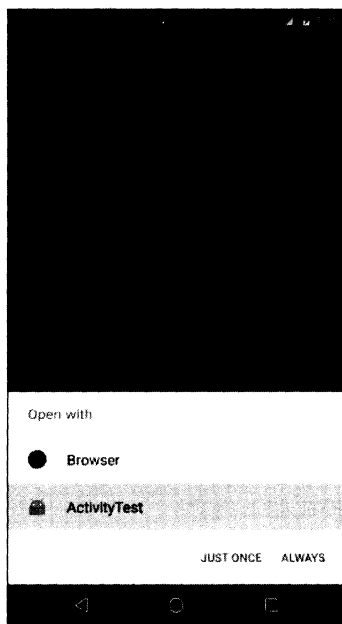 Open with
Browser
ActivityTest
JUST ONCE
ALWAYS